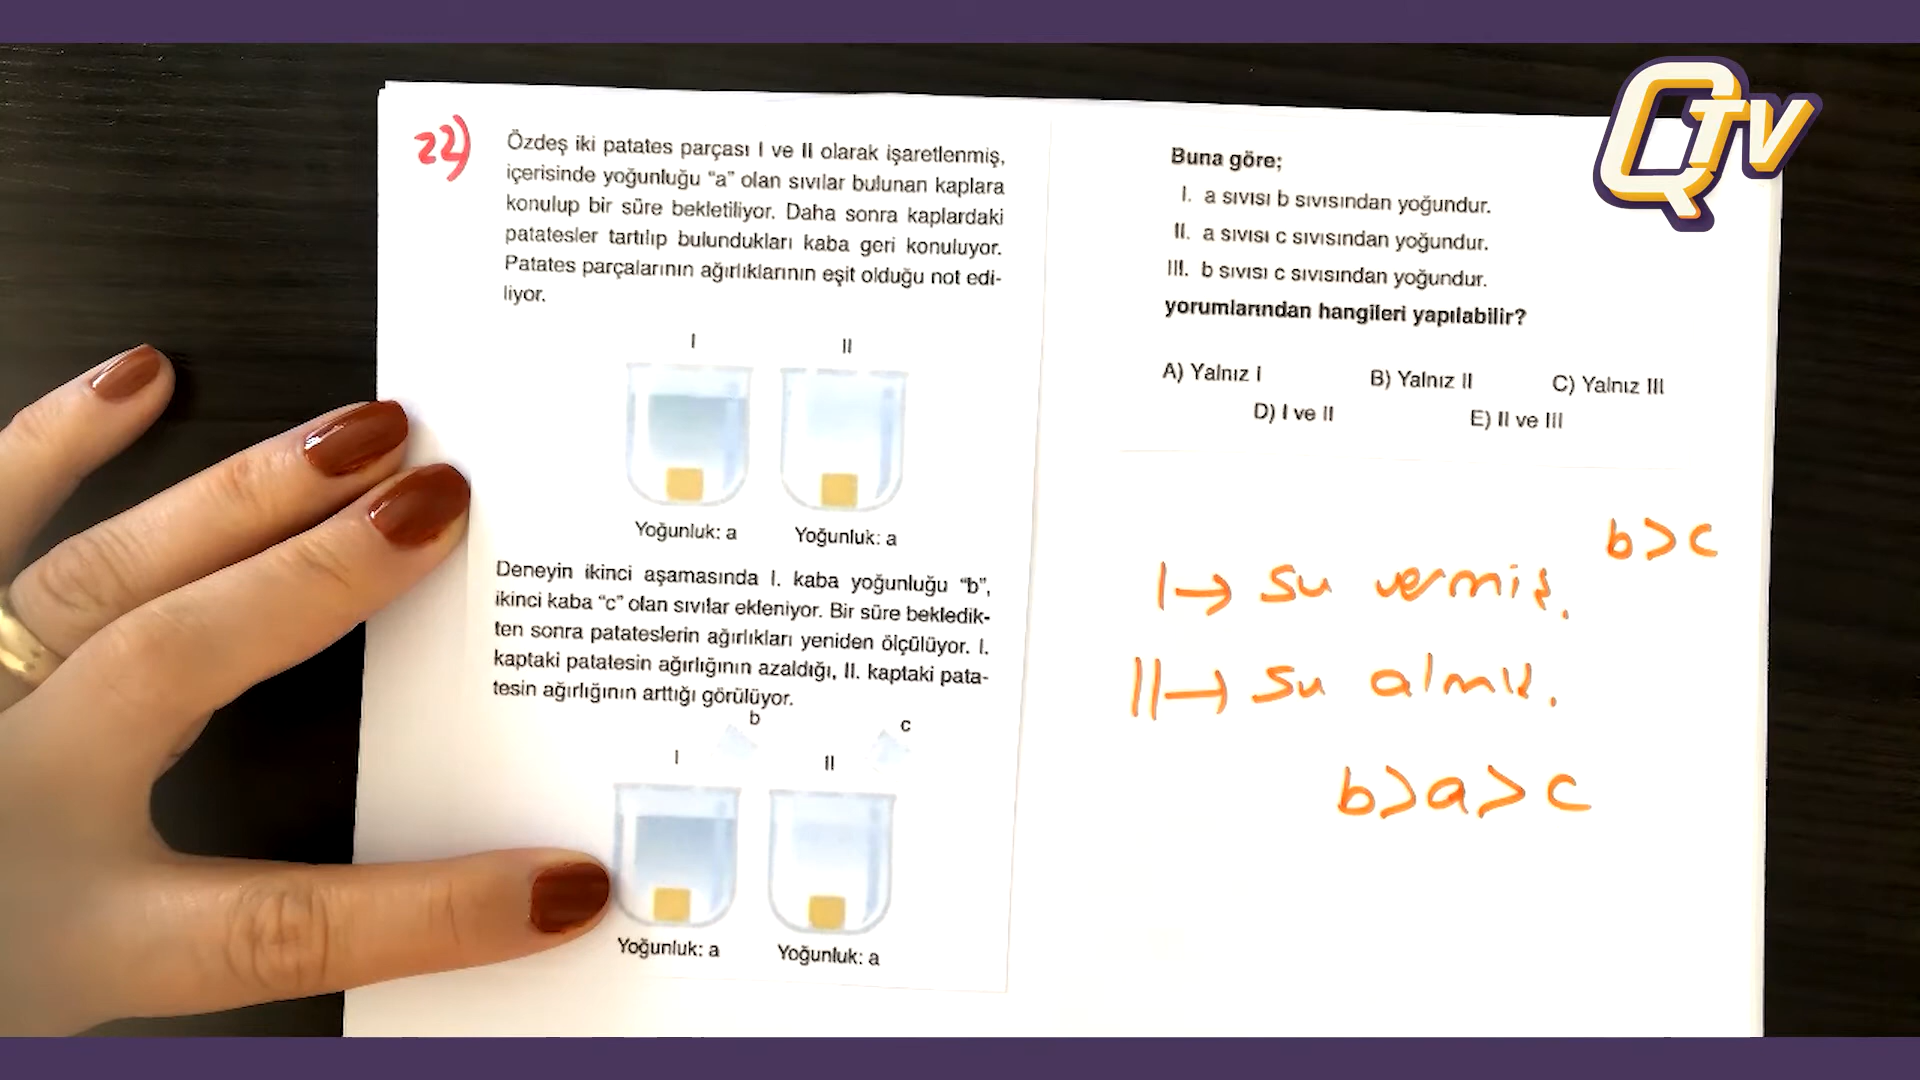 QTV
22)
Özdeş iki patates parçası I ve II olarak işaretlenmiş,
içerisinde yoğunluğu “a” olan sıvılar bulunan kaplara
konulup bir süre bekletiliyor. Daha sonra kaplardaki
patatesler tartılıp bulundukları kaba geri konuluyor.
Patates parçalarının ağırlıklarının eşit olduğu not edi-
liyor.
I II
Yoğunluk: a Yoğunluk: a
Deneyin ikinci aşamasında I. kaba yoğunluğu “b”,
ikinci kaba “c” olan sıvılar ekleniyor. Bir süre bekledik-
ten sonra patateslerin ağırlıkları yeniden ölçülüyor. I.
kaptaki patatesin ağırlığının azaldığı, II. kaptaki pata-
tesin ağırlığının arttığı görülüyor.
b c
I II
Yoğunluk: a Yoğunluk: a
Buna göre;
I. a sıvısı b sıvısından yoğundur.
II. a sıvısı c sıvısından yoğundur.
III. b sıvısı c sıvısından yoğundur.
yorumlarından hangileri yapılabilir?
A) Yalnız I B) Yalnız II C) Yalnız III
D) I ve II E) II ve III
b>c
I→ su vermiş.
II→ su almış.
b>a>c